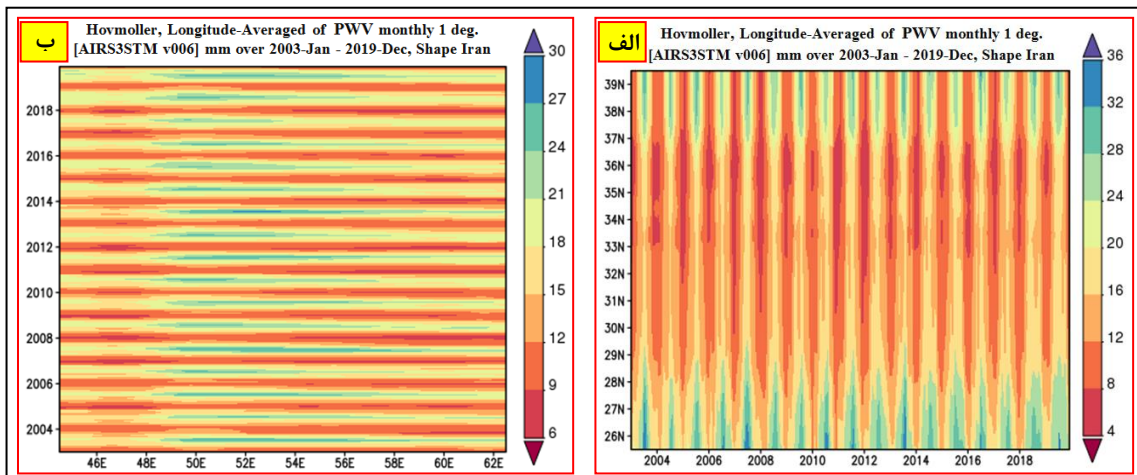 ب
Hovmoller, Longitude-Averaged of PWV monthly 1 deg.
[AIRS3STM v006] mm over 2003-Jan - 2019-Dec, Shape Iran
30
27
24
21
18
15
12
9
6
2018
2016
2014
2012
2010
2008
2006
2004
46E 48E 50E 52E 54E 56E 58E 60E 62E
الف
Hovmoller, Longitude-Averaged of PWV monthly 1 deg.
[AIRS3STM v006] mm over 2003-Jan - 2019-Dec, Shape Iran
36
32
28
24
20
16
12
8
4
39N
38N
37N
36N
35N
34N
33N
32N
31N
30N
29N
28N
27N
26N
2004 2006 2008 2010 2012 2014 2016 2018